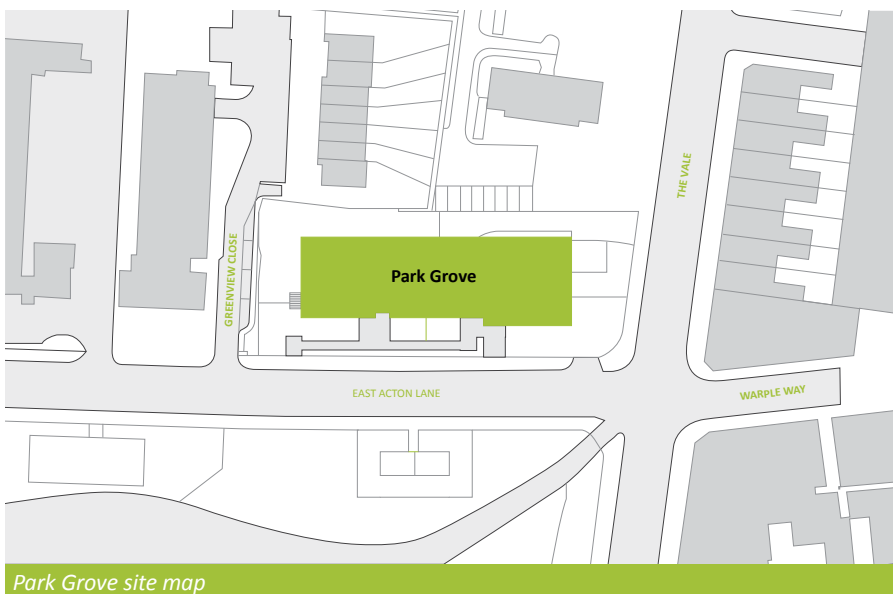 THE VALE
GREENVIEW CLOSE
Park Grove
EAST ACTON LANE
WARPLE WAY
Park Grove site map